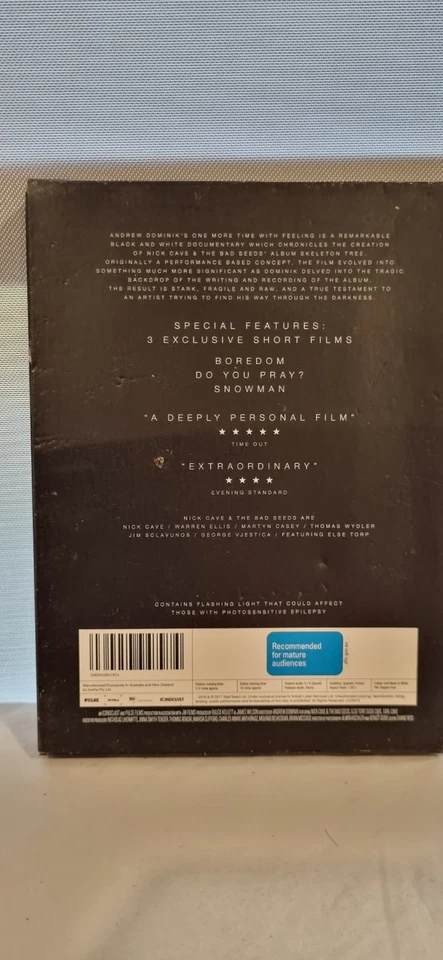 ANDREW DOMINIK'S ONE MORE TIME WITH FEELING IS A REMARKABLE
BLACK AND WHITE DOCUMENTARY WHICH CHRONICLES THE CREATION
OF NICK CAVE & THE BAD SEEDS' ALBUM SKELETON TREE.
ORIGINALLY A PERFORMANCE BASED CONCEPT, THE FILM EVOLVED INTO
SOMETHING MUCH MORE SIGNIFICANT AS DOMINIK DELVED INTO THE TRAGIC
BACKDROP OF THE WRITING AND RECORDING OF THE ALBUM.
THE RESULT IS STARK, FRAGILE AND RAW, AND A TRUE TESTAMENT TO
AN ARTIST TRYING TO FIND HIS WAY THROUGH THE DARKNESS.
SPECIAL FEATURES:
3 EXCLUSIVE SHORT FILMS
BOREDOM
DO YOU PRAY?
SNOWMAN
"A DEEPLY PERSONAL FILM"
★★★★★
TIME OUT
"EXTRAORDINARY"
★★★★
EVENING STANDARD
NICK CAVE & THE BAD SEEDS ARE
NICK CAVE / WARREN ELLIS / MARTYN CASEY / THOMAS WYDLER
JIM SCLAVUNOS / GEORGE VJESTICA / FEATURING ELSE TORP
CONTAINS FLASHING LIGHT THAT COULD AFFECT
THOSE WITH PHOTOSENSITIVE EPILEPSY
Recommended
for mature
audiences
PULSE
ICONOCLAST